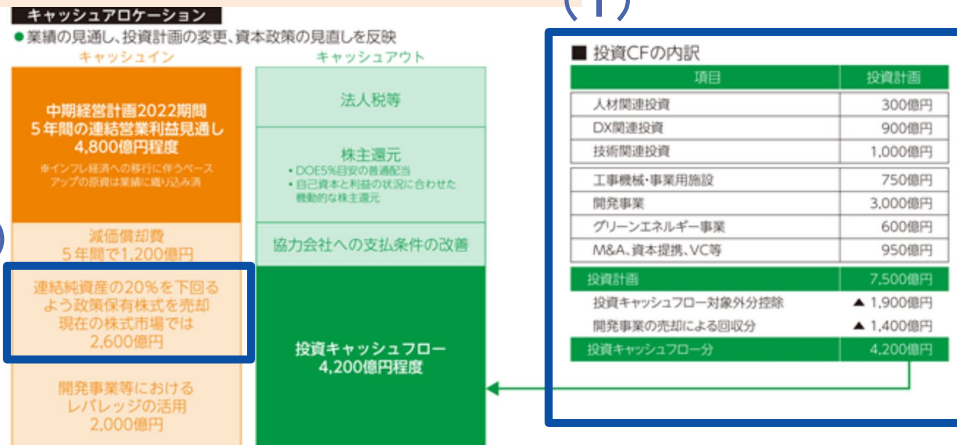 (1)
キャッシュアロケーション
●業績の見通し、投資計画の変更、資本政策の見直しを反映
キャッシュイン
中期経営計画2022期間
5年間の連結営業利益見通し
4,800億円程度
※インフレ経済への移行に伴うベース
アップの原資は業績に織り込み済
減価償却費
5年間で1,200億円
連結純資産の20%を下回る
よう政策保有株式を売却
現在の株式市場では
2,600億円
開発事業等における
レバレッジの活用
2,000億円
キャッシュアウト
法人税等
株主還元
・DOE5%目安の普通配当
・自己資本と利益の状況に合わせた
機動的な株主還元
協力会社への支払条件の改善
投資キャッシュフロー
4,200億円程度
■ 投資CFの内訳
項目 投資計画
人材関連投資 300億円
DX関連投資 900億円
技術関連投資 1,000億円
工事機械・事業用施設 750億円
開発事業 3,000億円
グリーンエネルギー事業 600億円
M&A、資本提携、VC等 950億円
投資計画 7,500億円
投資キャッシュフロー対象外分控除 ▲ 1,900億円
開発事業の売却による回収分 ▲ 1,400億円
投資キャッシュフロー分 4,200億円